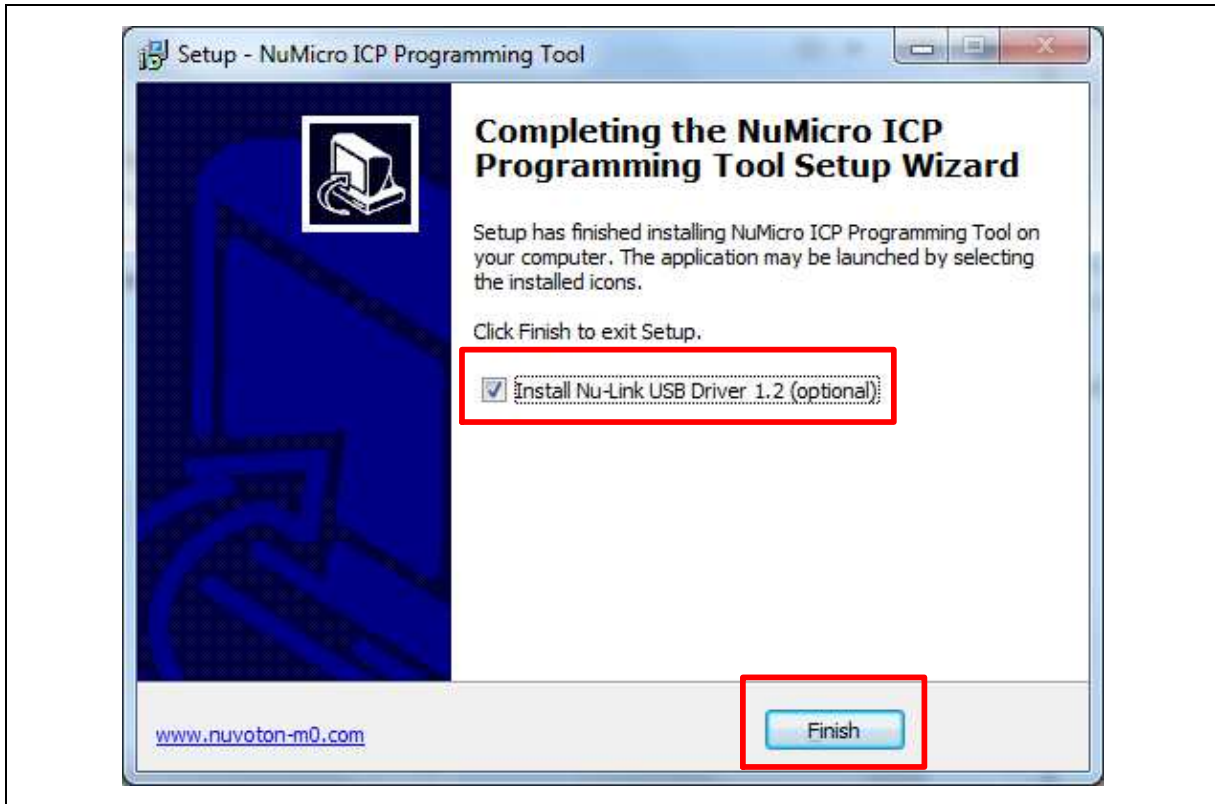 Setup - NuMicro ICP Programming Tool
Completing the NuMicro ICP
Programming Tool Setup Wizard
Setup has finished installing NuMicro ICP Programming Tool on
your computer. The application may be launched by selecting
the installed icons.
Click Finish to exit Setup.
Install Nu-Link USB Driver 1.2 (optional)
www.nuvoton-m0.com
Finish